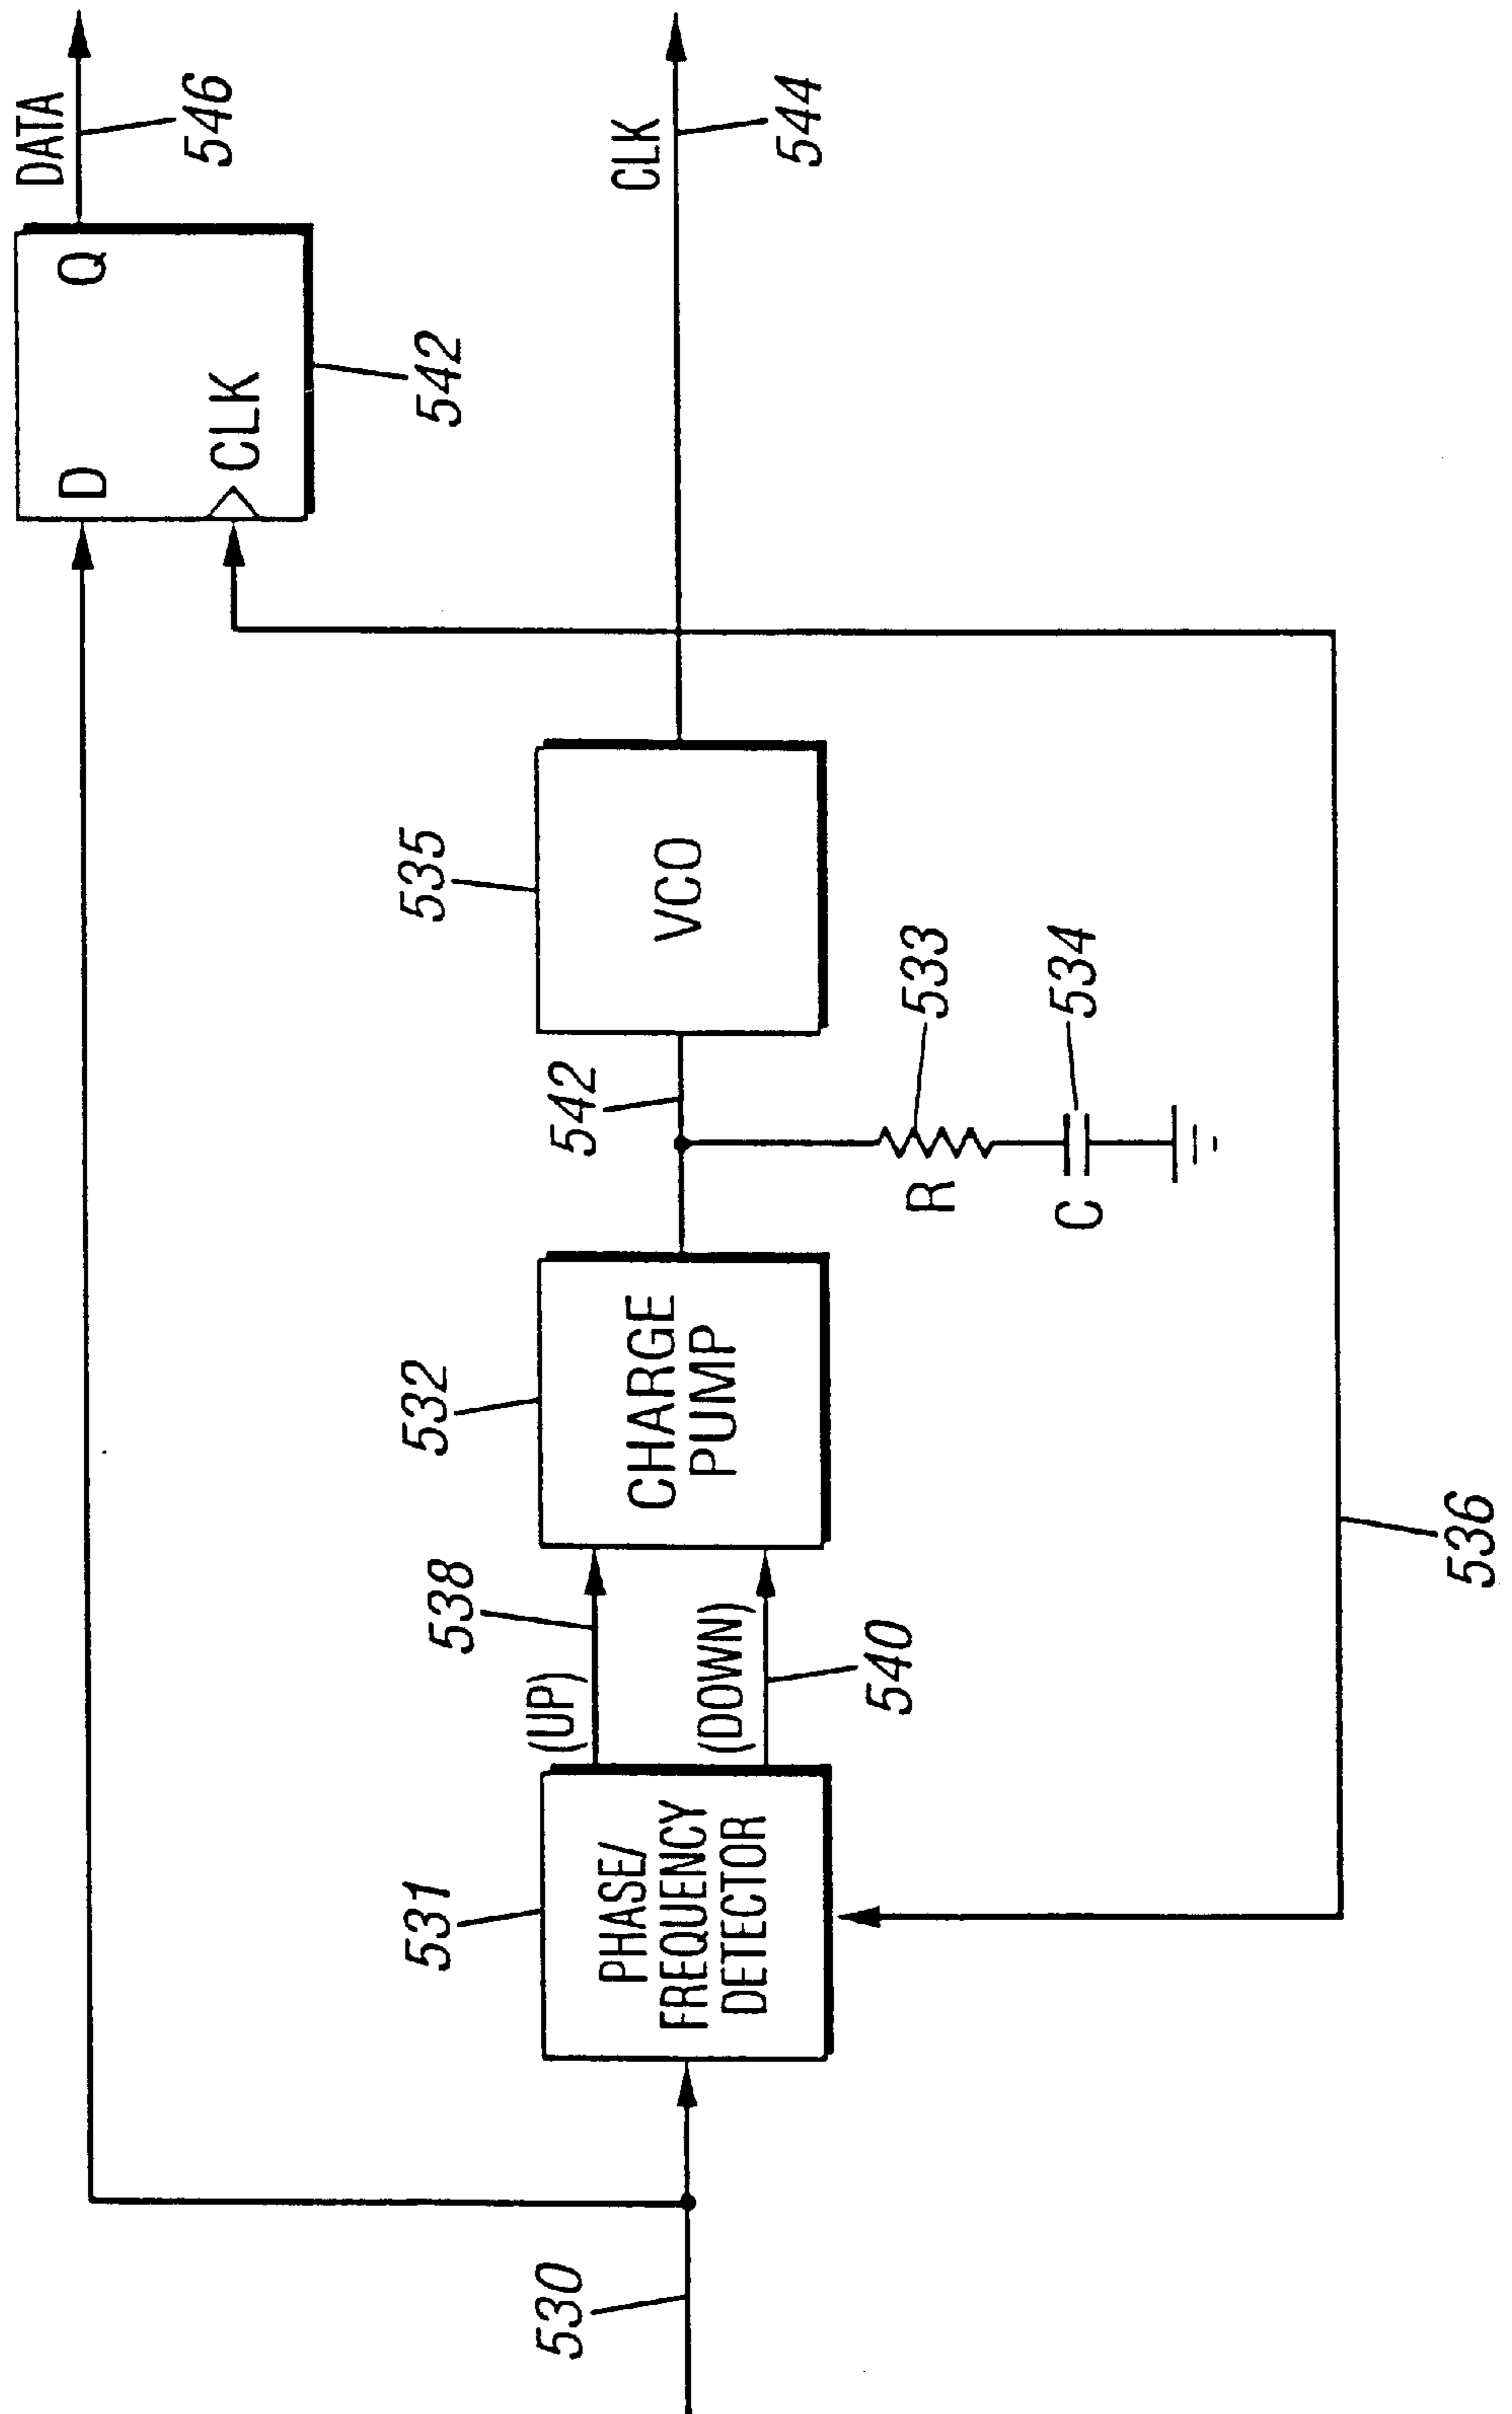 DATA
546
D
Q
CLK
542
CLK
544
535
VCO
542
533
R
534
C
532
CHARGE
PUMP
538
(UP)
(DOWN)
540
531
PHASE/
FREQUENCY
DETECTOR
530
536